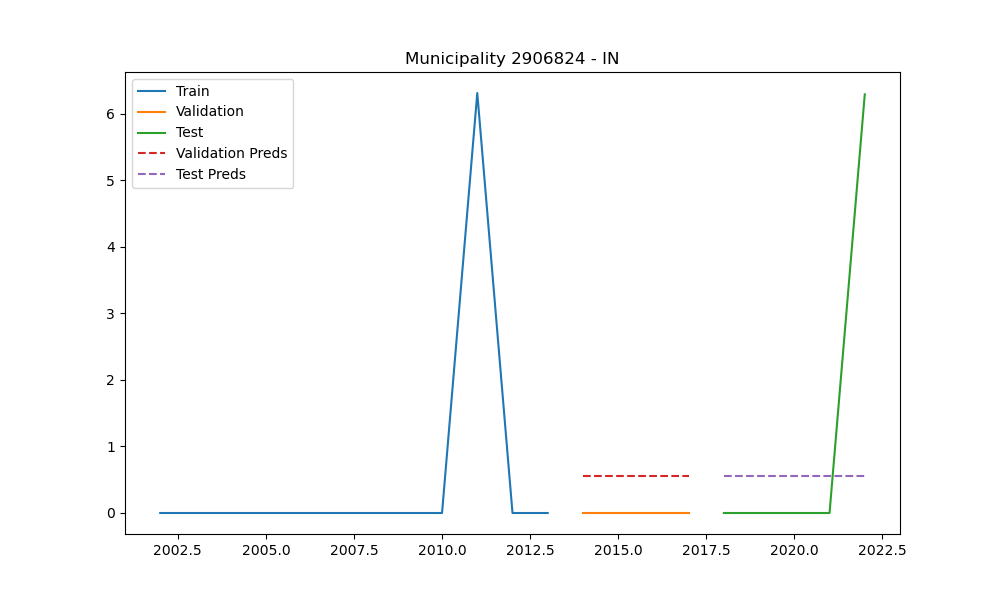 Municipality 2906824 - IN
Train
Validation
Test
Validation Preds
Test Preds
6
5
4
3
2
1
0
2002.5 2005.0 2007.5 2010.0 2012.5 2015.0 2017.5 2020.0 2022.5